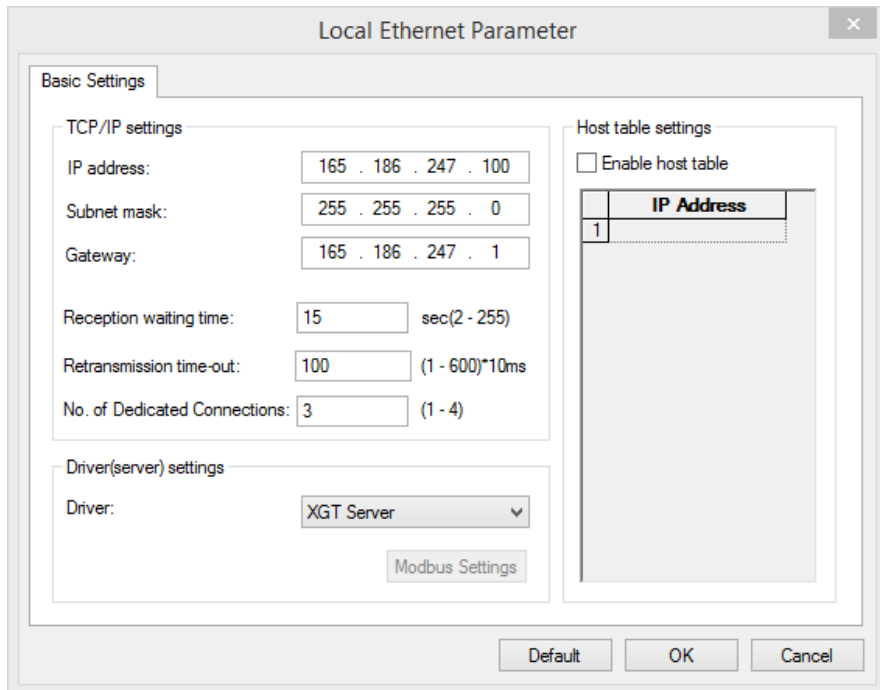 Local Ethernet Parameter
Basic Settings
TCP/IP settings
IP address: 165 . 186 . 247 . 100
Subnet mask: 255 . 255 . 255 . 0
Gateway: 165 . 186 . 247 . 1
Reception waiting time: 15 sec(2 - 255)
Retransmission time-out: 100 (1 - 600)*10ms
No. of Dedicated Connections: 3 (1 - 4)
Driver(server) settings
Driver: XGT Server
Modbus Settings
Host table settings
Enable host table
IP Address
1
Default OK Cancel